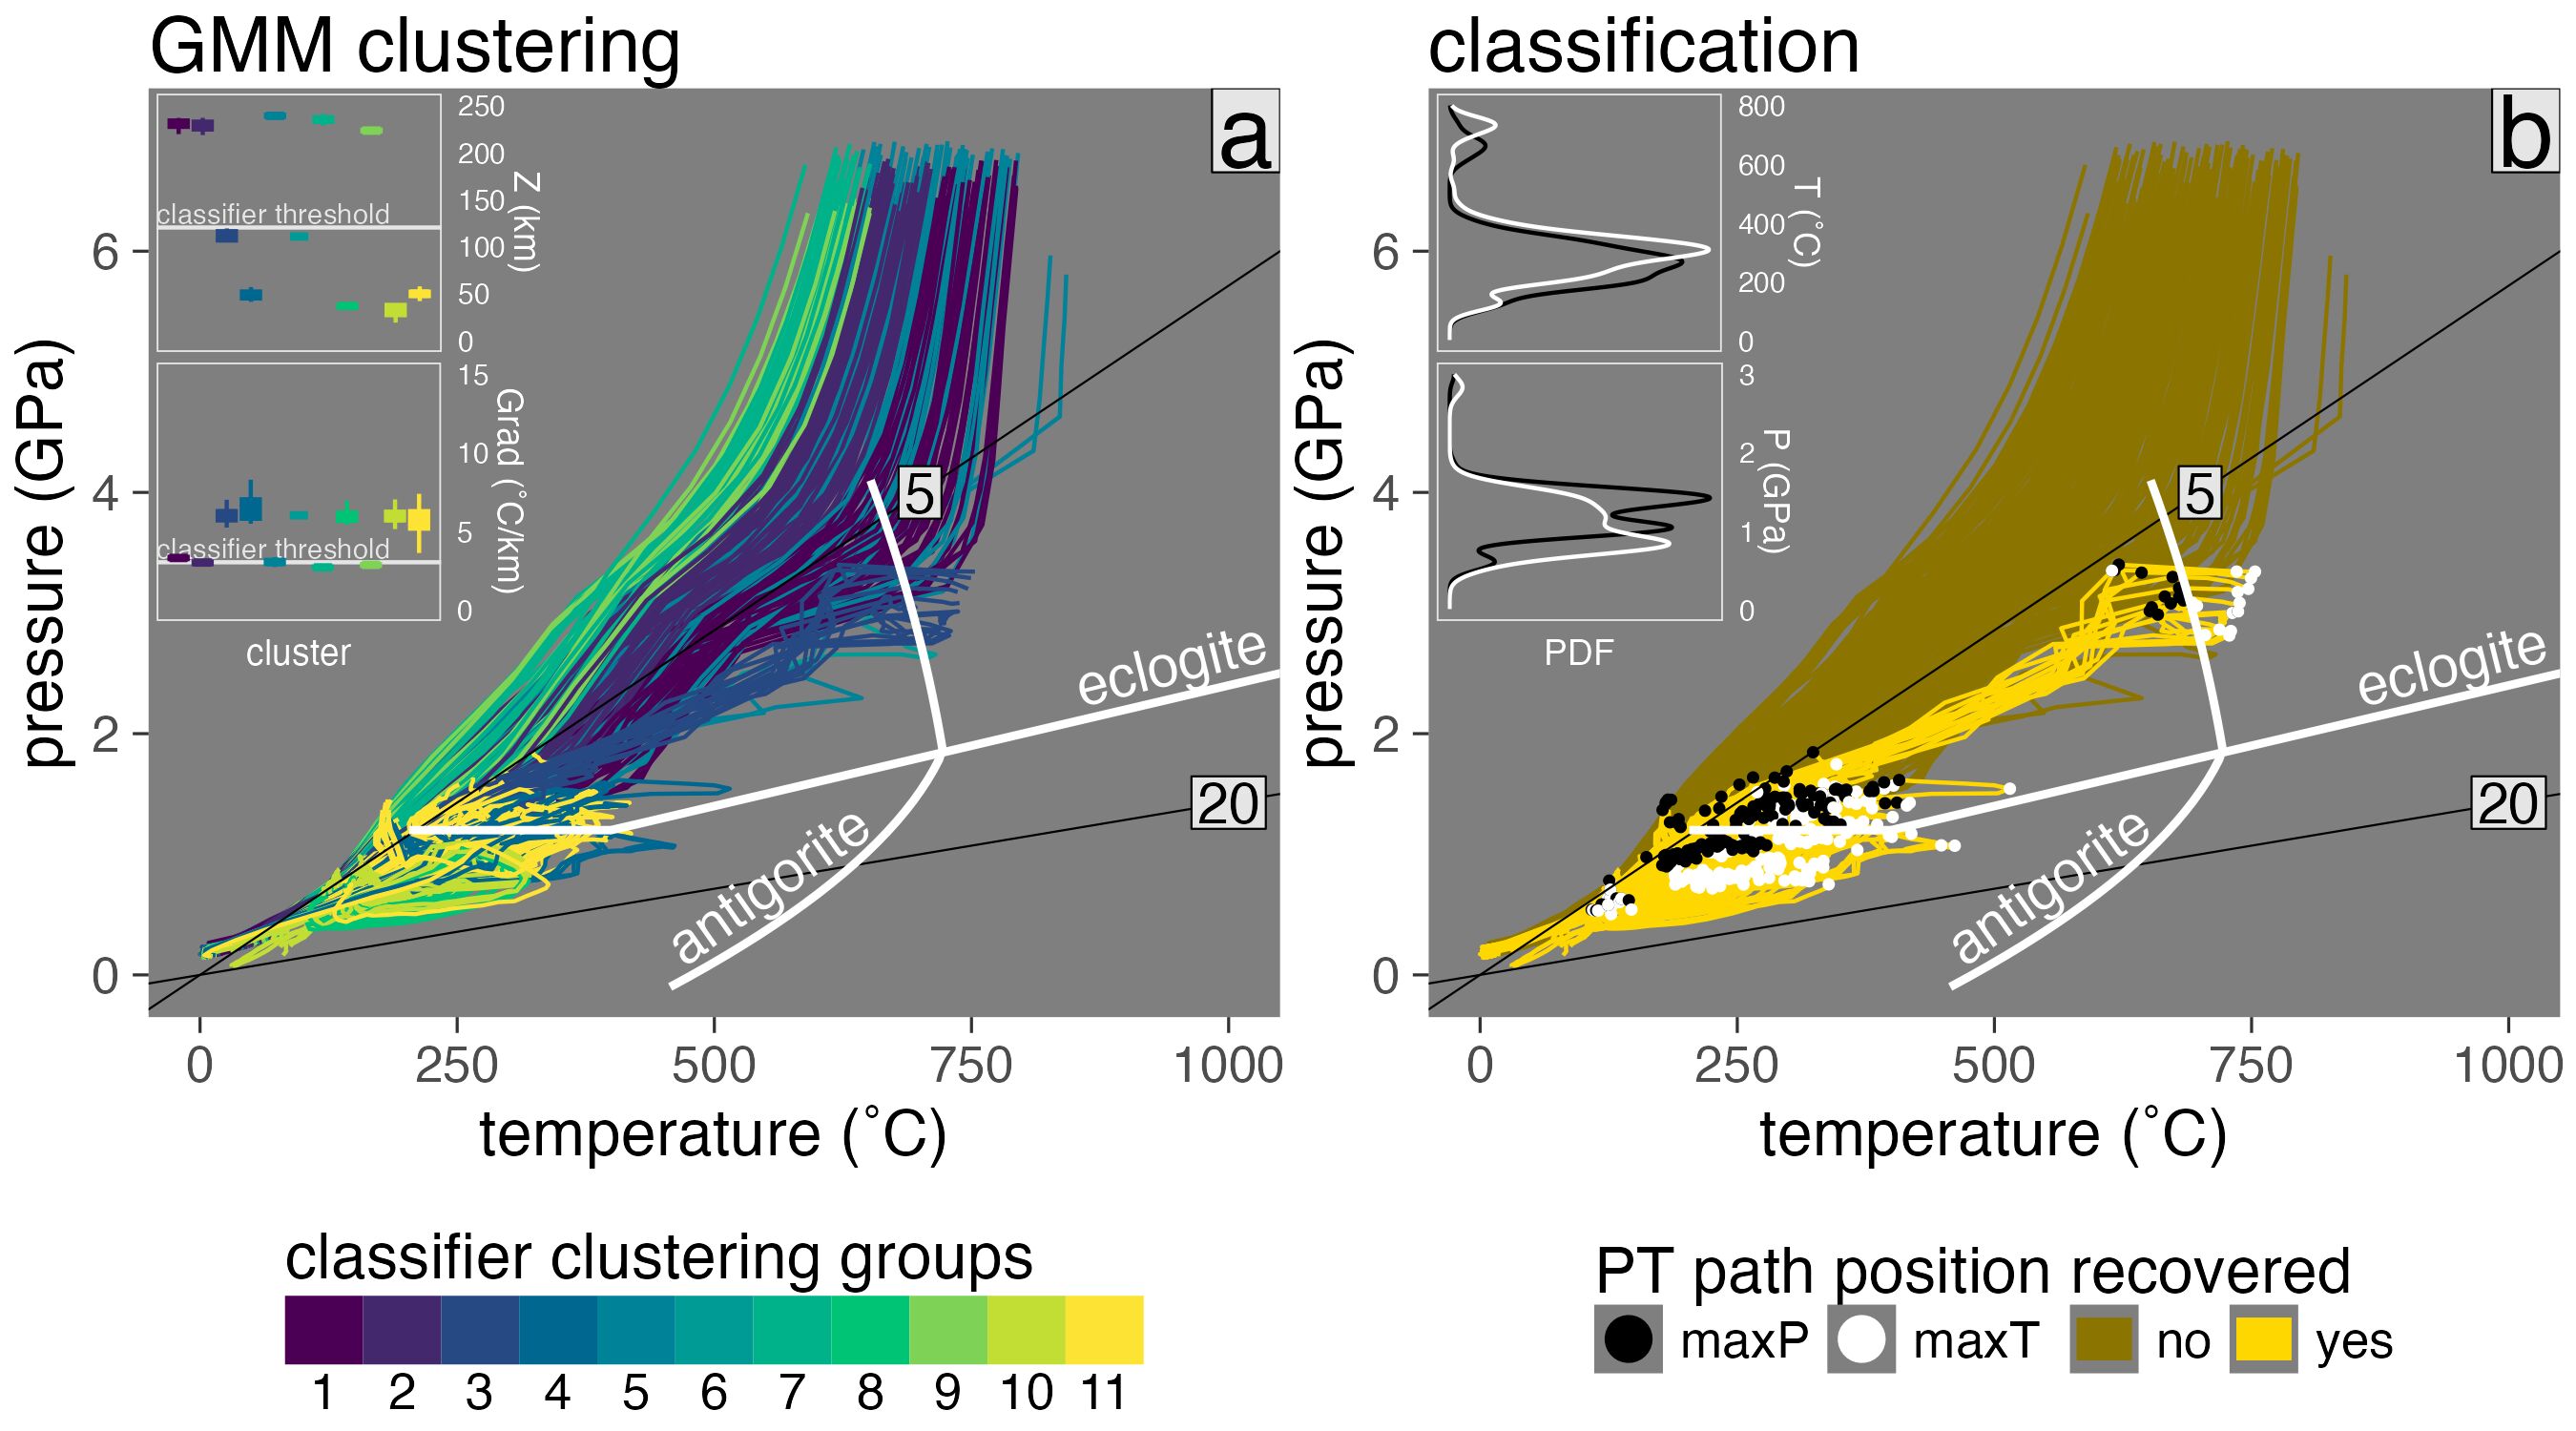 GMM clustering
a
250
200
150
100
50
0
Z (km)
classifier threshold
15
10
5
0
Grad (˚C/km)
classifier threshold
cluster
5
20
eclogite
antigorite
6
4
2
0
pressure (GPa)
0
250
500
750
1000
temperature (˚C)
classifier clustering groups
1 2 3 4 5 6 7 8 9 10 11
classification
b
800
600
400
200
0
T (˚C)
3
2
1
0
P (GPa)
PDF
5
20
eclogite
antigorite
6
4
2
0
pressure (GPa)
0
250
500
750
1000
temperature (˚C)
PT path position recovered
maxP maxT no yes